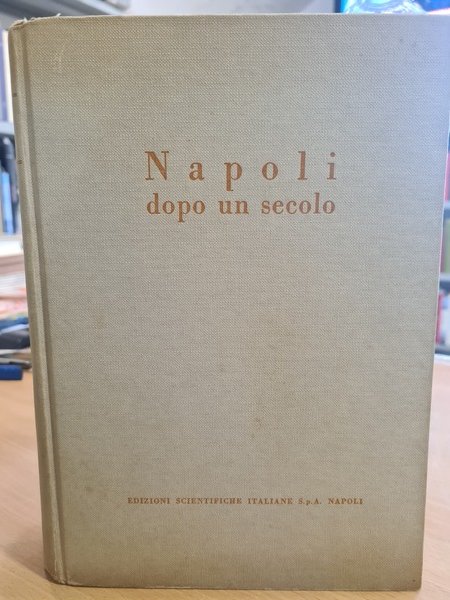 Napoli
dopo un secolo
EDIZIONI SCIENTIFICHE ITALIANE S.p.A. NAPOLI